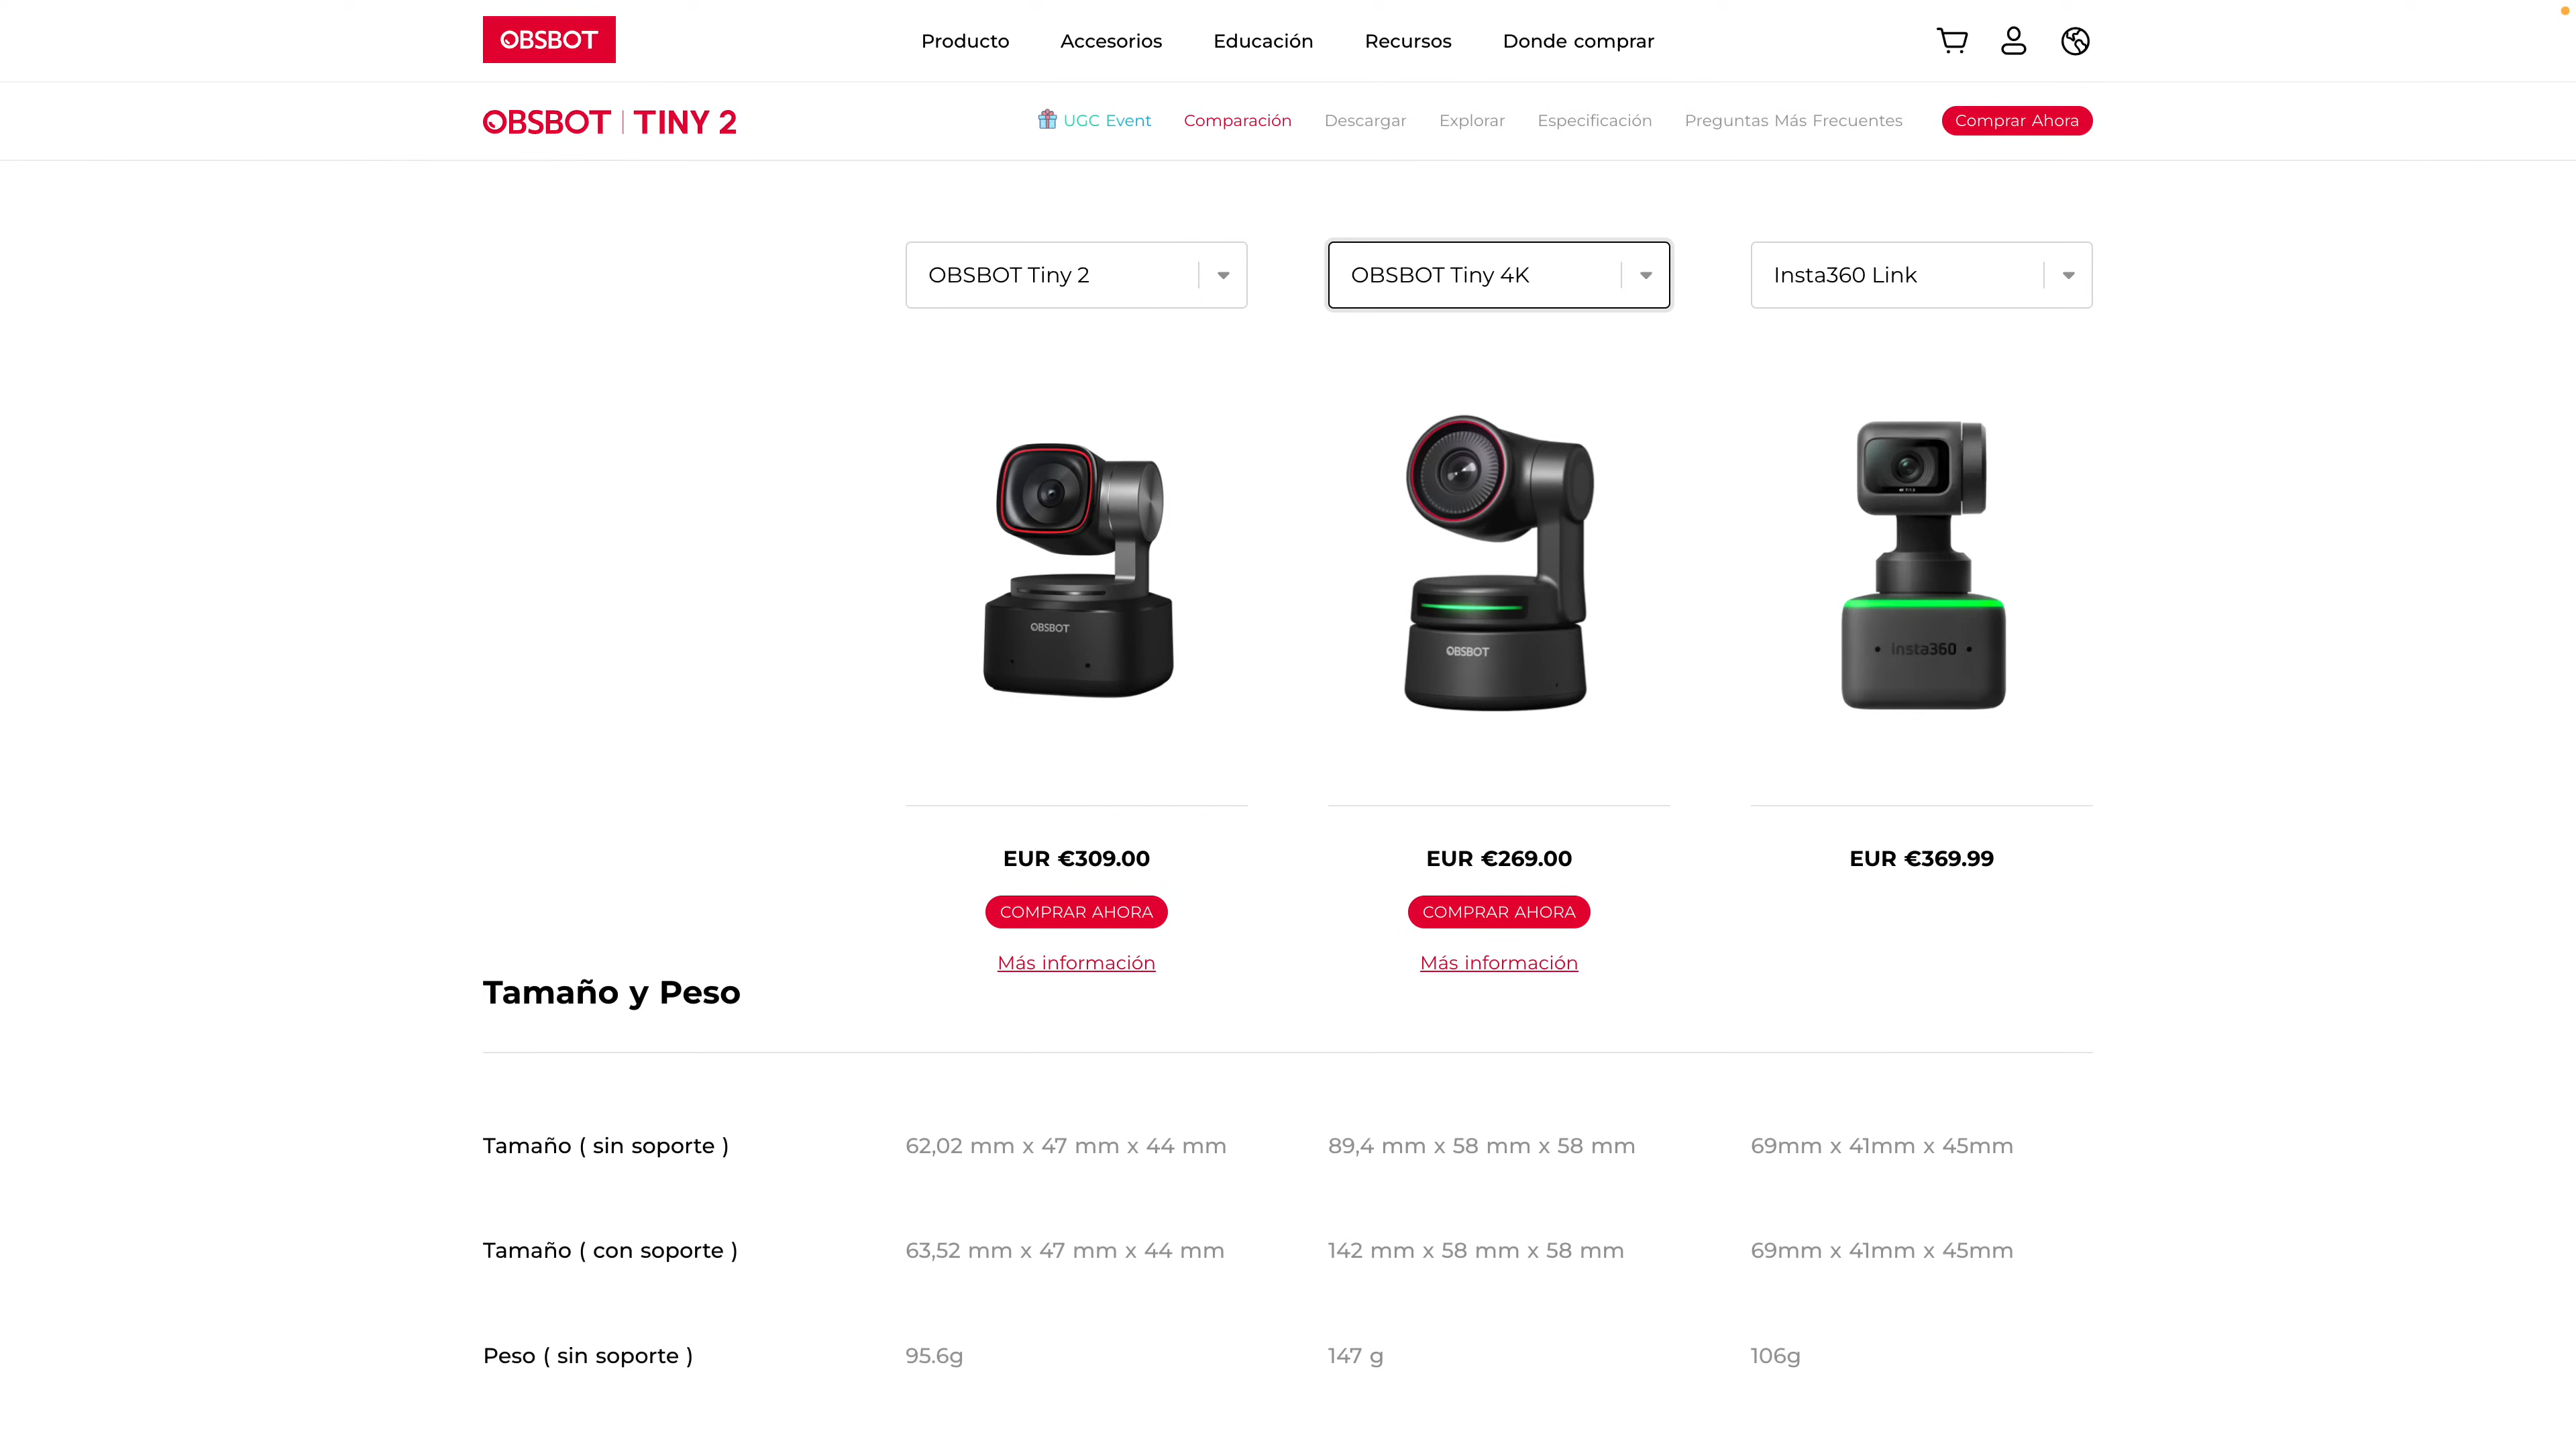 OBSBOT
Producto Accesorios Educación Recursos Donde comprar
OBSBOT | TINY 2
UGC Event Comparación Descargar Explorar Especificación Preguntas Más Frecuentes Comprar Ahora
OBSBOT Tiny 2 OBSBOT Tiny 4K Insta360 Link
OBSBOT OBSBOT Insta360
EUR €309.00 EUR €269.00 EUR €369.99
COMPRAR AHORA COMPRAR AHORA
Más información Más información
Tamaño y Peso
Tamaño ( sin soporte ) 62,02 mm x 47 mm x 44 mm 89,4 mm x 58 mm x 58 mm 69mm x 41mm x 45mm
Tamaño ( con soporte ) 63,52 mm x 47 mm x 44 mm 142 mm x 58 mm x 58 mm 69mm x 41mm x 45mm
Peso ( sin soporte ) 95.6g 147 g 106g